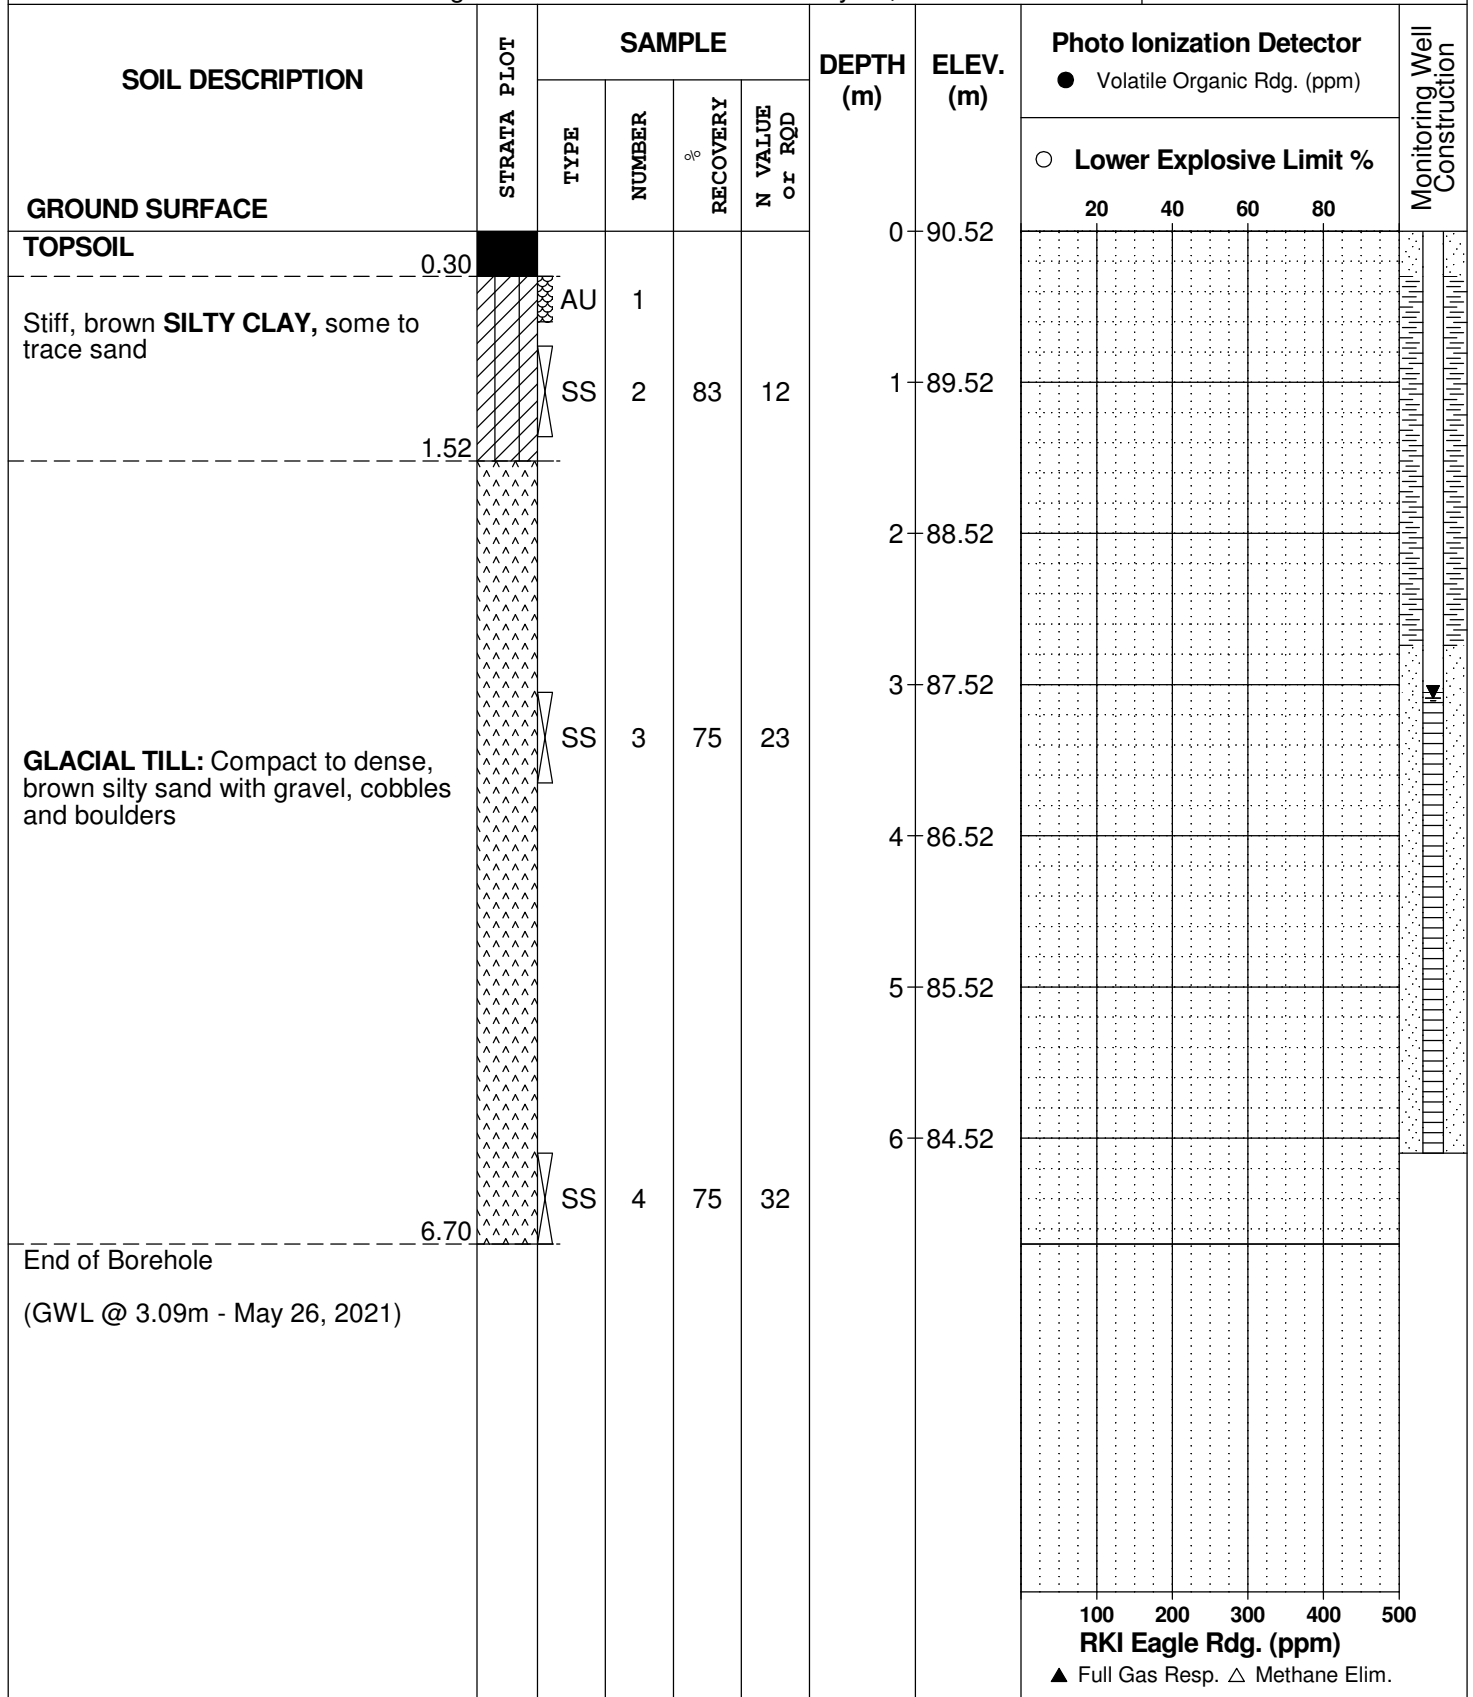 SOIL DESCRIPTION
GROUND SURFACE
STRATA PLOT
SAMPLE
TYPE
NUMBER
%
RECOVERY
N VALUE
or RQD
DEPTH
(m)
ELEV.
(m)
Photo Ionization Detector
● Volatile Organic Rdg. (ppm)
○ Lower Explosive Limit %
20 40 60 80
Monitoring Well
Construction
TOPSOIL
0.30
0 90.52
AU 1
Stiff, brown SILTY CLAY, some to
trace sand
SS 2 83 12
1 89.52
1.52
2 88.52
3 87.52
SS 3 75 23
GLACIAL TILL: Compact to dense,
brown silty sand with gravel, cobbles
and boulders
4 86.52
5 85.52
6 84.52
SS 4 75 32
6.70
End of Borehole
(GWL @ 3.09m - May 26, 2021)
100 200 300 400 500
RKI Eagle Rdg. (ppm)
▲ Full Gas Resp. △ Methane Elim.